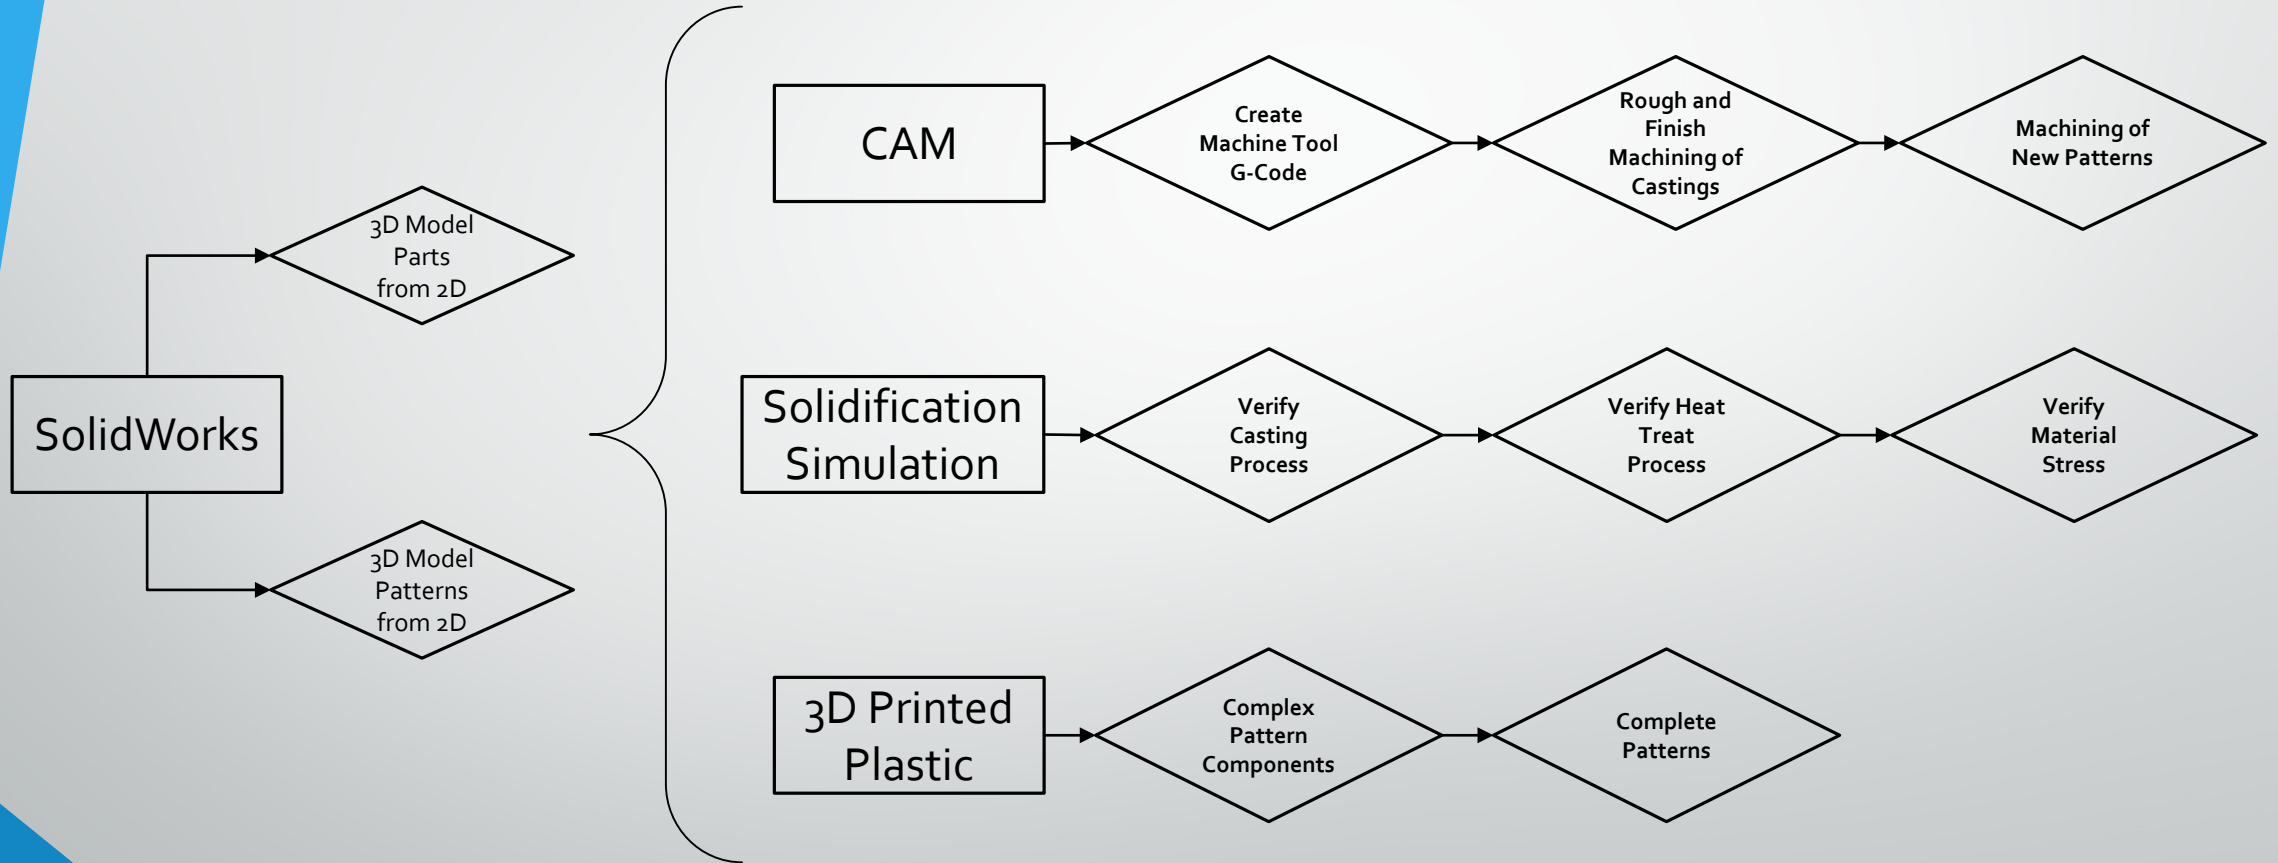 SolidWorks
3D Model
Parts
from 2D
3D Model
Patterns
from 2D
CAM
Create
Machine Tool
G-Code
Rough and
Finish
Machining of
Castings
Machining of
New Patterns
Solidification
Simulation
Verify
Casting
Process
Verify Heat
Treat
Process
Verify
Material
Stress
3D Printed
Plastic
Complex
Pattern
Components
Complete
Patterns